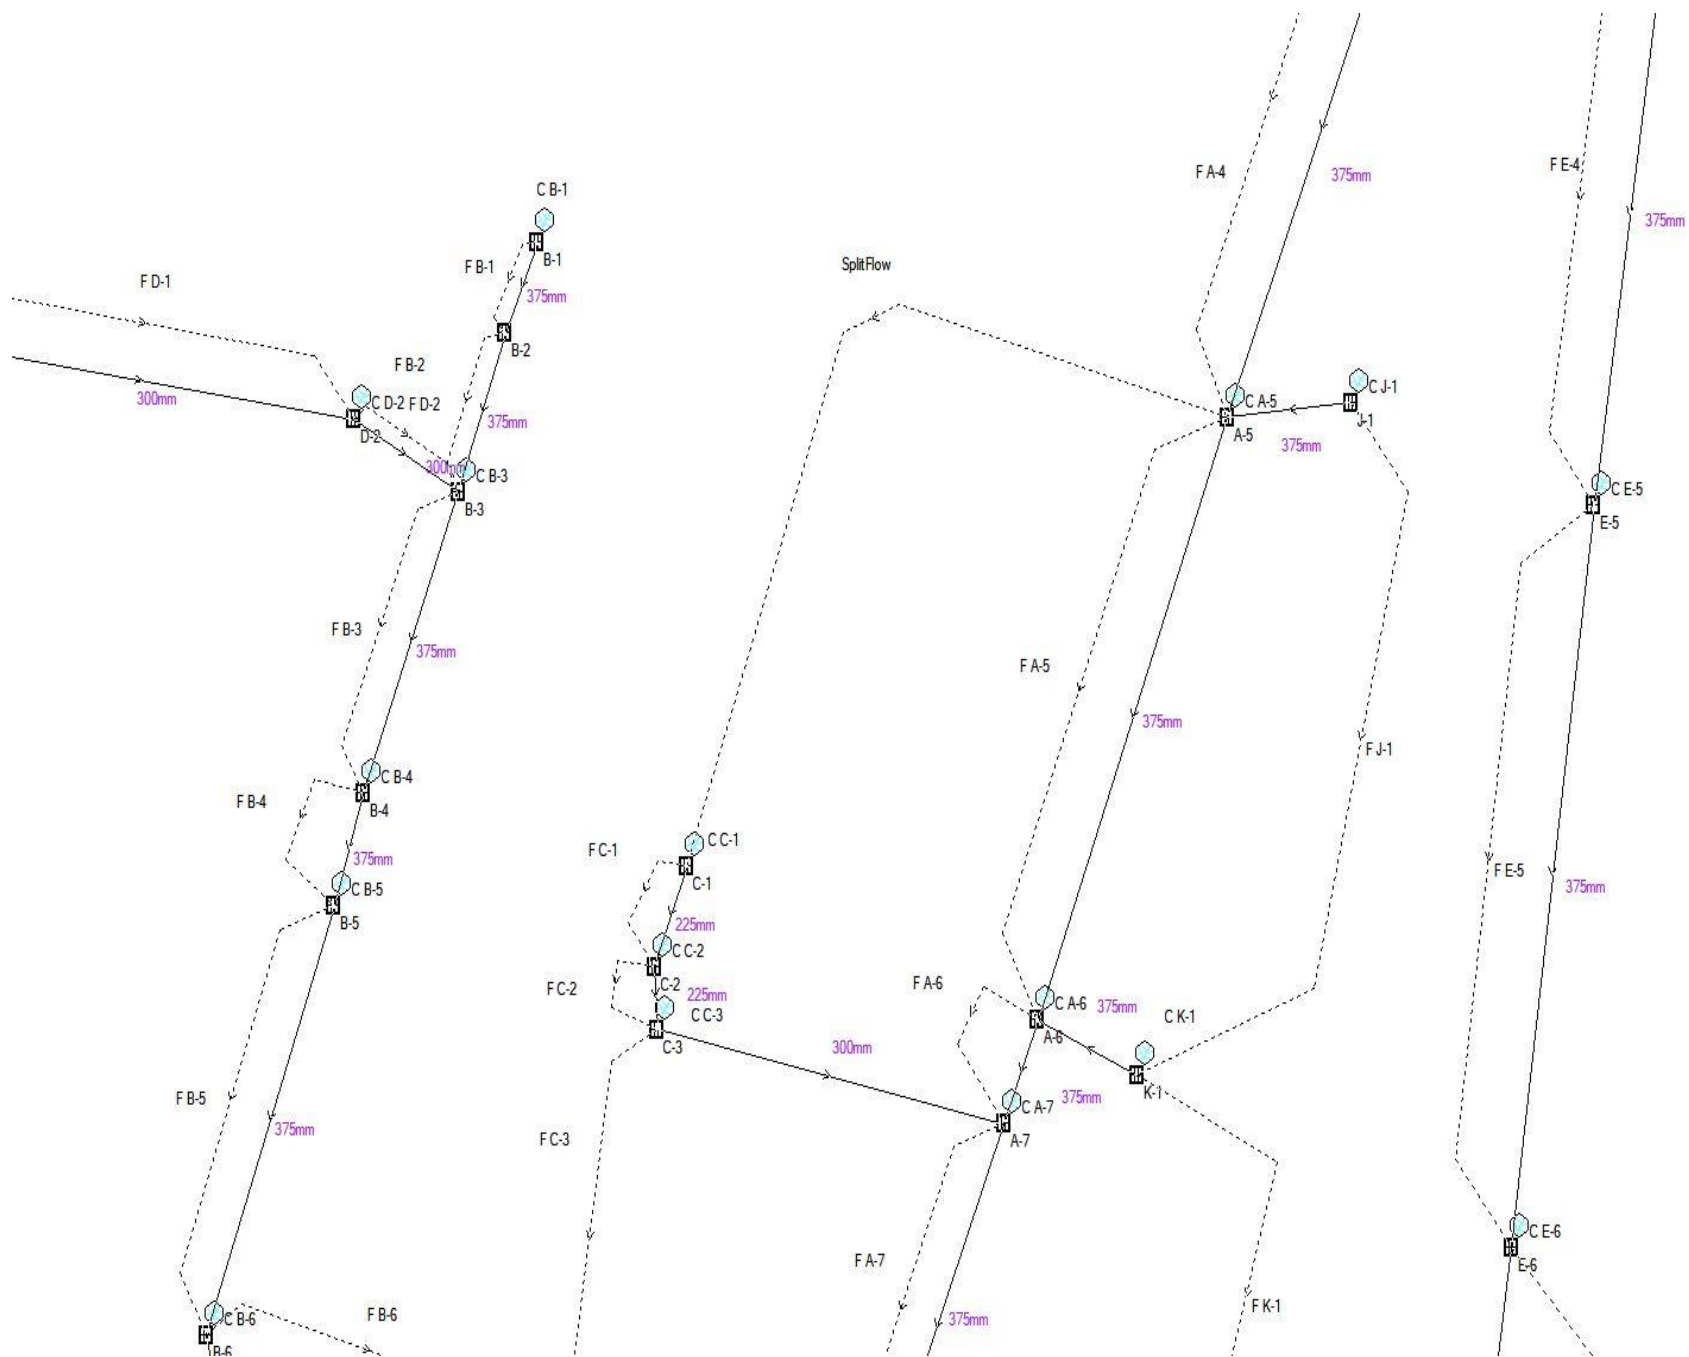 F A-4
375mm
F E-4
375mm
C B-1
B-1
F B-1
375mm
SplitFlow
F D-1
B-2
F B-2
300mm
C D-2
F D-2
D-2
375mm
300mm
C B-3
B-3
C A-5
A-5
C J-1
J-1
375mm
C E-5
E-5
F B-3
375mm
F A-5
375mm
F J-1
C B-4
B-4
F B-4
375mm
C B-5
B-5
C C-1
F C-1
C-1
225mm
F E-5
375mm
C C-2
C-2
F C-2
225mm
C C-3
C-3
F A-6
C A-6
375mm
A-6
C K-1
K-1
300mm
375mm
C A-7
A-7
F B-5
375mm
F C-3
F A-7
375mm
F K-1
C E-6
E-6
C B-6
B-6
F B-6